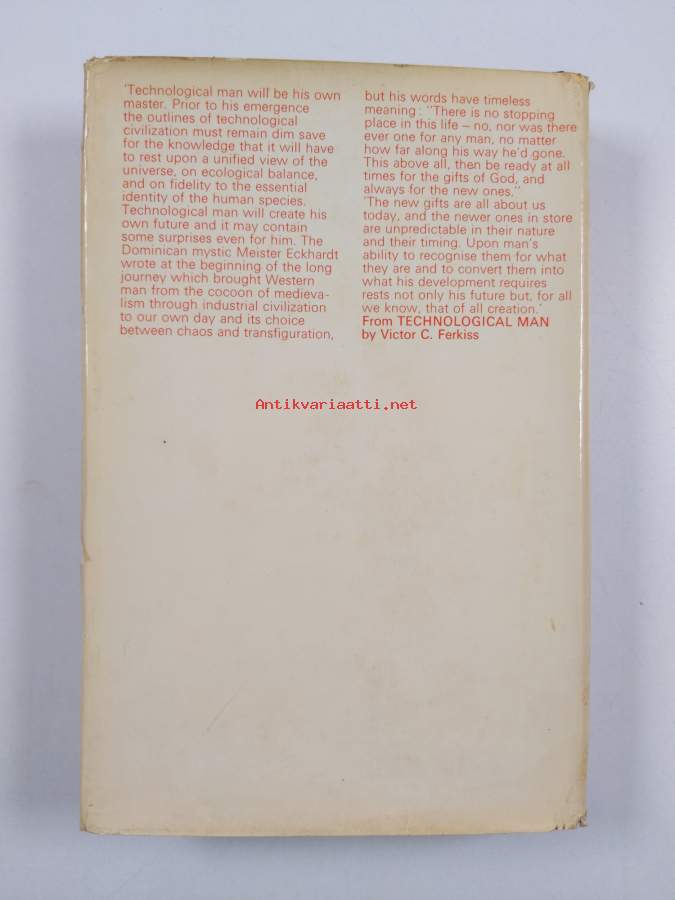 'Technological man will be his own
master. Prior to his emergence
the outlines of technological
civilization must remain dim save
for the knowledge that it will have
to rest upon a unified view of the
universe, on ecological balance,
and on fidelity to the essential
identity of the human species.
Technological man will create his
own future and it may contain
some surprises even for him. The
Dominican mystic Meister Eckhardt
wrote at the beginning of the long
journey which brought Western
man from the cocoon of medieva-
lism through industrial civilization
to our own day and its choice
between chaos and transfiguration,
but his words have timeless
meaning: "There is no stopping
place in this life – no, nor was there
ever one for any man, no matter
how far along his way he'd gone.
This above all, then be ready at all
times for the gifts of God, and
always for the new ones."
'The new gifts are all about us
today, and the newer ones in store
are unpredictable in their nature
and their timing. Upon man's
ability to recognise them for what
they are and to convert them into
what his development requires
rests not only his future but, for all
we know, that of all creation.'
From TECHNOLOGICAL MAN
by Victor C. Ferkiss
Antikvariaatti.net